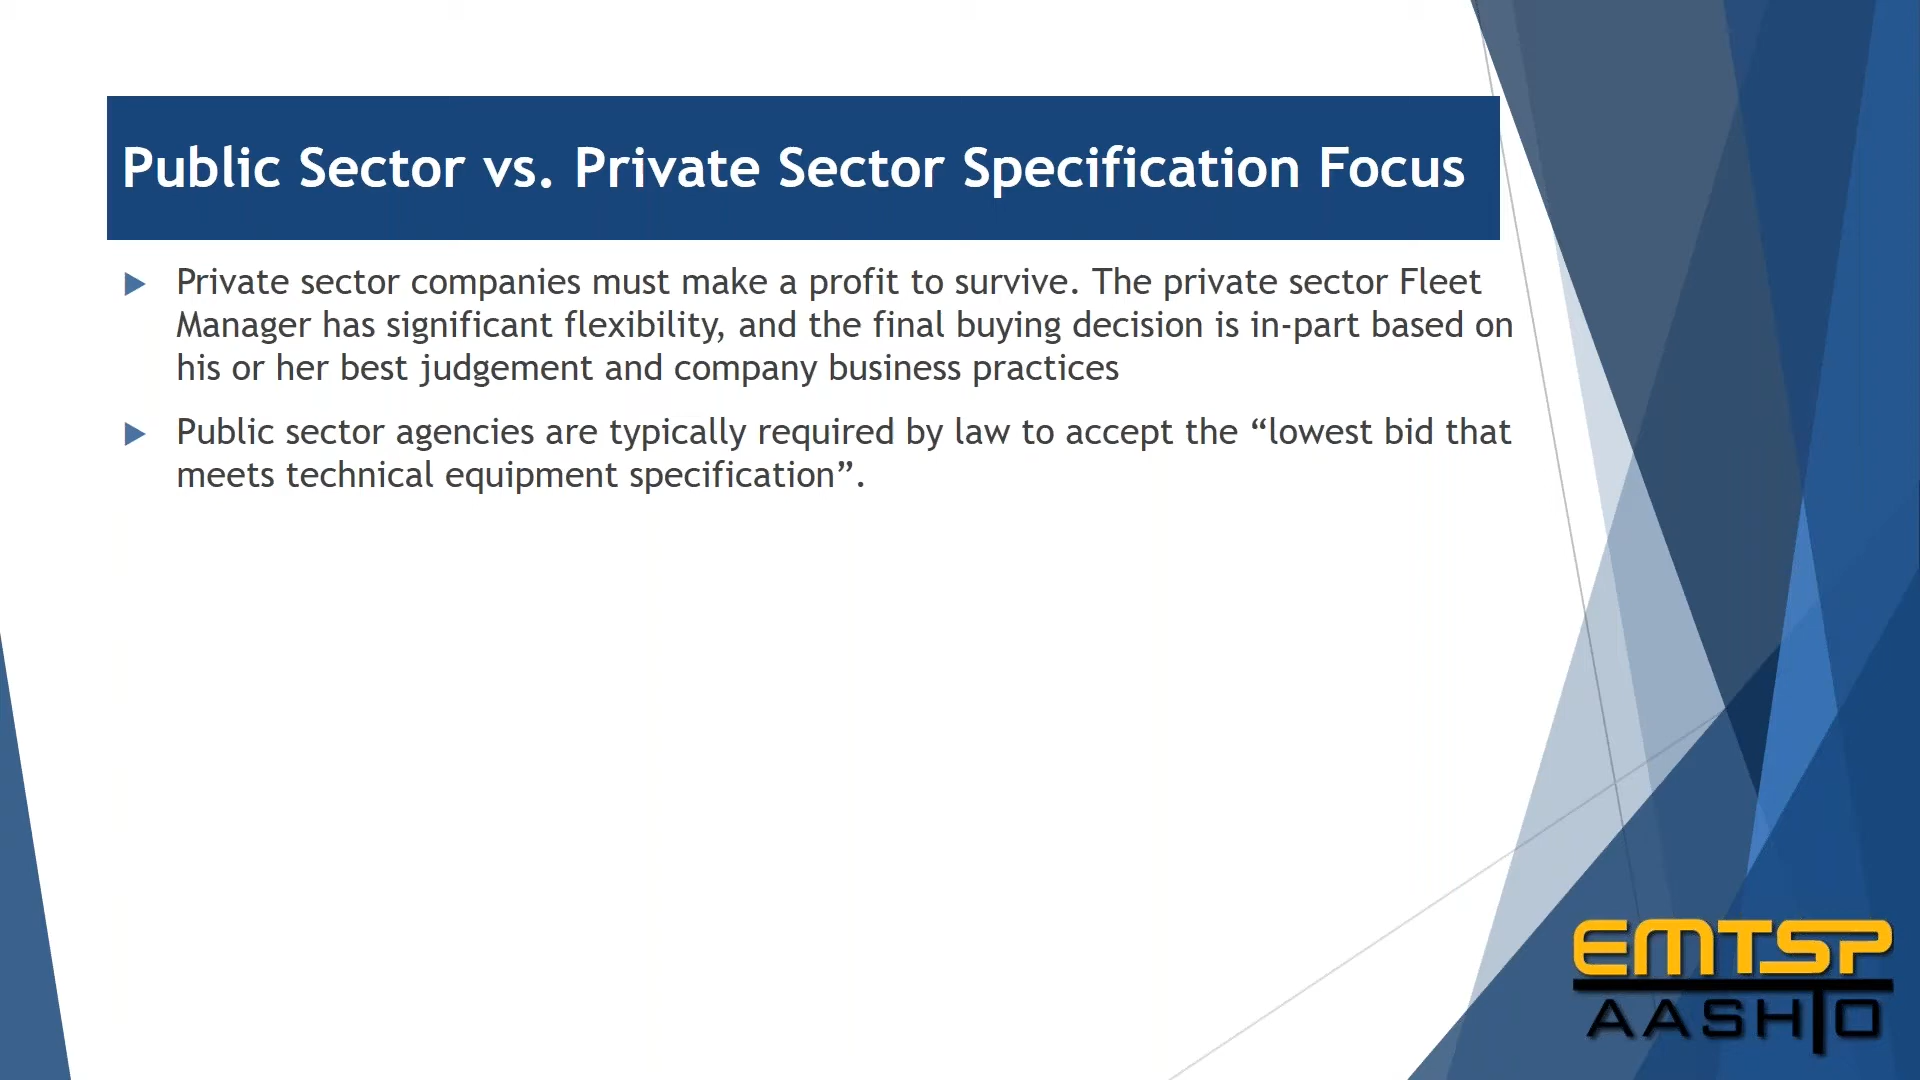 Public Sector vs. Private Sector Specification Focus
Private sector companies must make a profit to survive. The private sector Fleet
Manager has significant flexibility, and the final buying decision is in-part based on
his or her best judgement and company business practices
Public sector agencies are typically required by law to accept the “lowest bid that
meets technical equipment specification”.
EMTSP
AASHTO